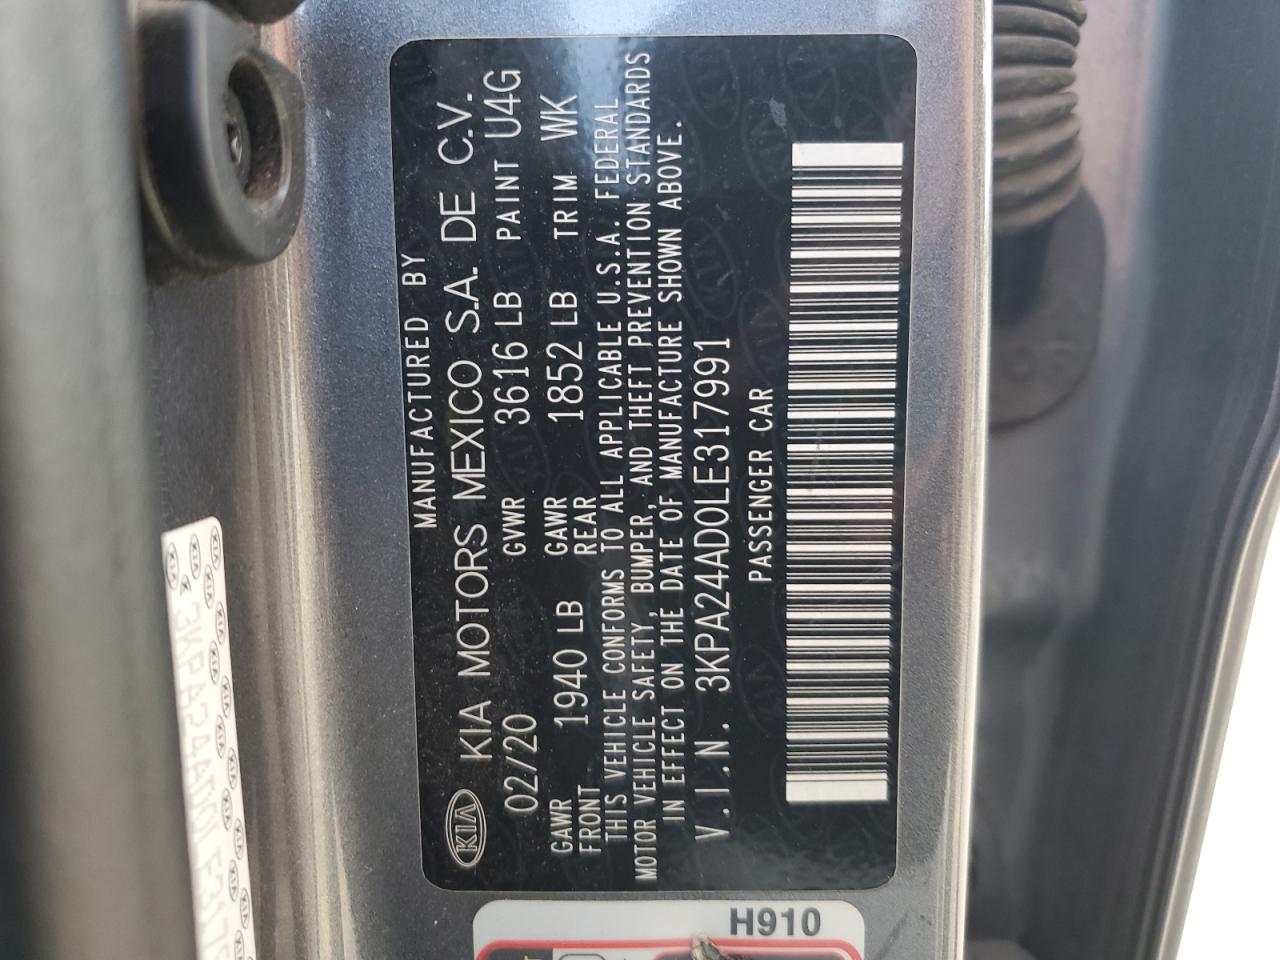 MANUFACTURED BY
KIA KIA MOTORS MEXICO S.A. DE C.V.
02/20 GVWR 3616 LB PAINT U4G
GAWR FRONT 1940 LB GAWR REAR 1852 LB TRIM WK
THIS VEHICLE CONFORMS TO ALL APPLICABLE U.S.A. FEDERAL
MOTOR VEHICLE SAFETY, BUMPER, AND THEFT PREVENTION STANDARDS
IN EFFECT ON THE DATE OF MANUFACTURE SHOWN ABOVE.
V.I.N. 3KPA24AD0LE317991
PASSENGER CAR
H910